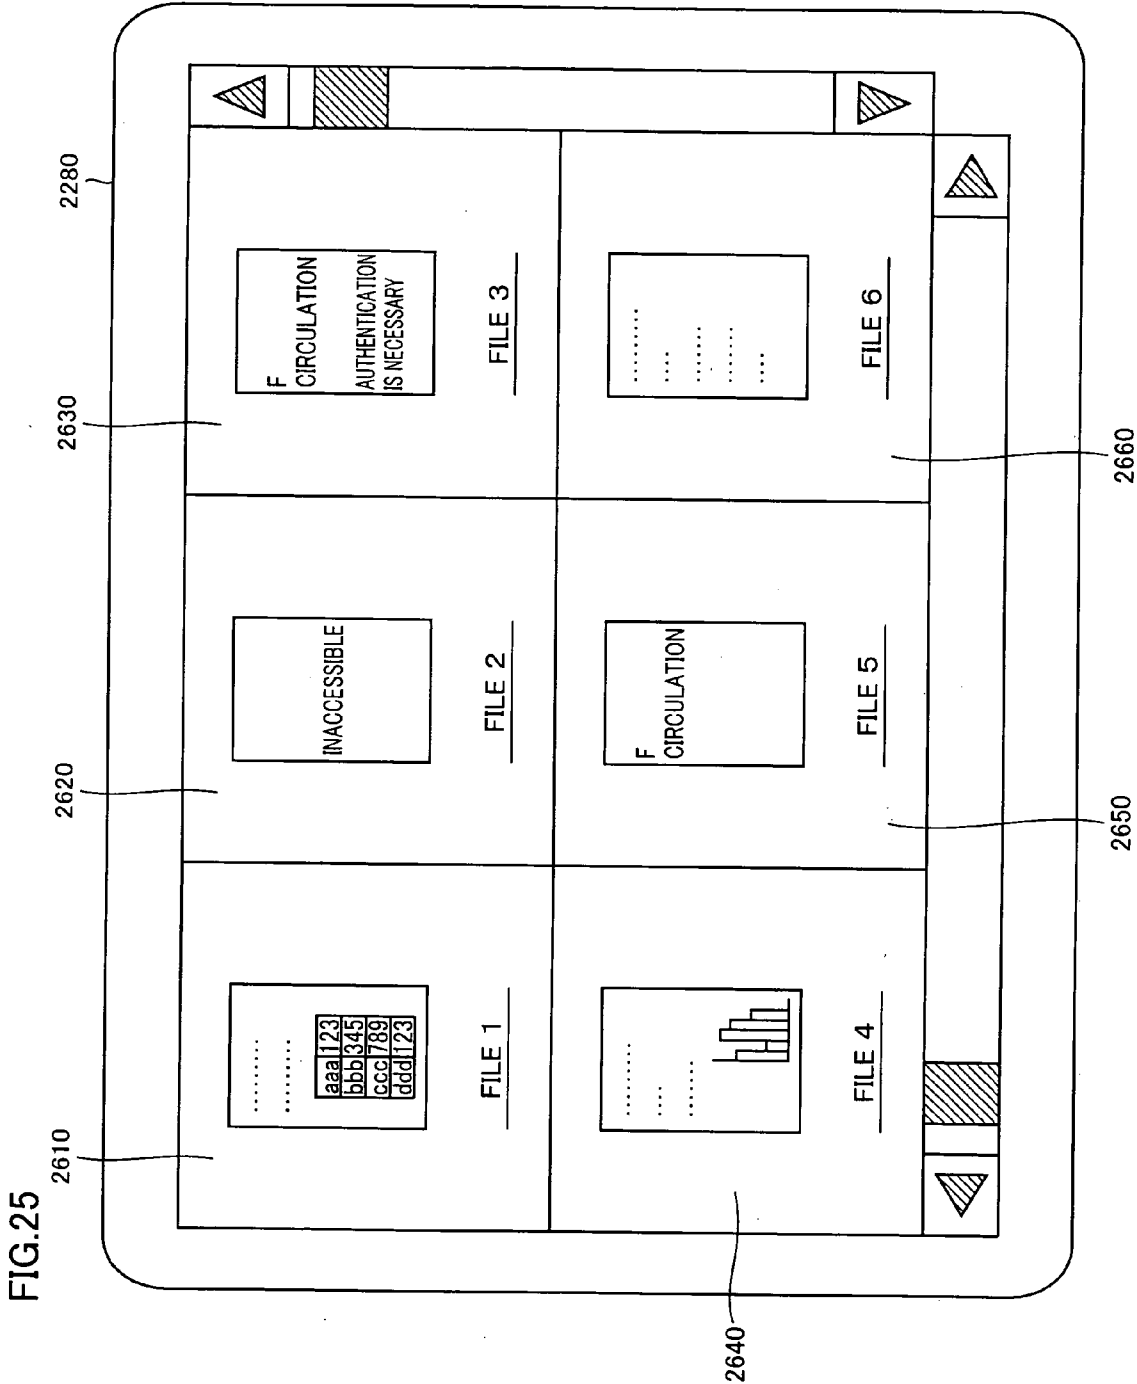 FIG.25
2280
2610
2620
2630
aaa 123
bbb 345
ccc 789
ddd 123
FILE 1
INACCESSIBLE
FILE 2
F
CIRCULATION
AUTHENTICATION
IS NECESSARY
FILE 3
FILE 4
F
CIRCULATION
FILE 5
FILE 6
2640
2650
2660